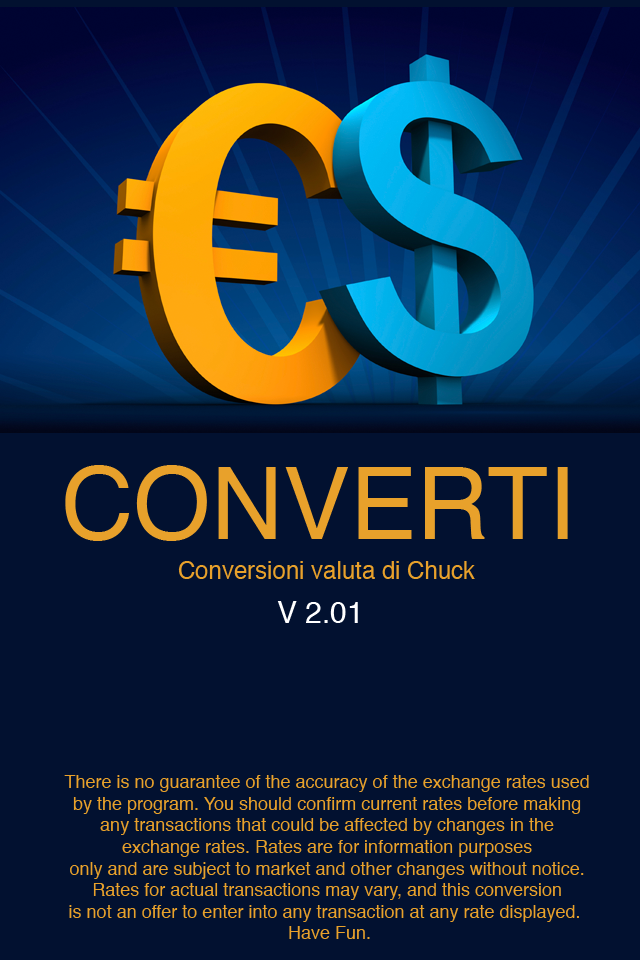 €$
CONVERTI
Conversioni valuta di Chuck
V 2.01
There is no guarantee of the accuracy of the exchange rates used
by the program. You should confirm current rates before making
any transactions that could be affected by changes in the
exchange rates. Rates are for information purposes
only and are subject to market and other changes without notice.
Rates for actual transactions may vary, and this conversion
is not an offer to enter into any transaction at any rate displayed.
Have Fun.